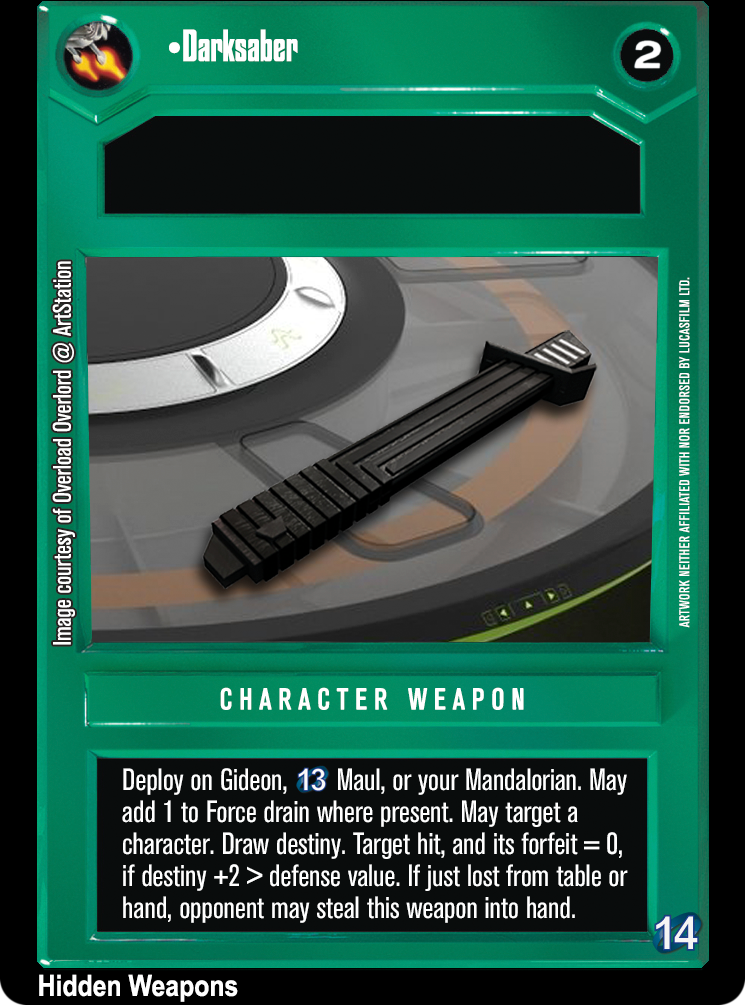 •Darksaber
2
Image courtesy of Overload Overlord @ ArtStation
ARTWORK NEITHER AFFILIATED WITH NOR ENDORSED BY LUCASFILM LTD.
CHARACTER WEAPON
Deploy on Gideon, 13 Maul, or your Mandalorian. May
add 1 to Force drain where present. May target a
character. Draw destiny. Target hit, and its forfeit = 0,
if destiny +2 > defense value. If just lost from table or
hand, opponent may steal this weapon into hand.
14
Hidden Weapons